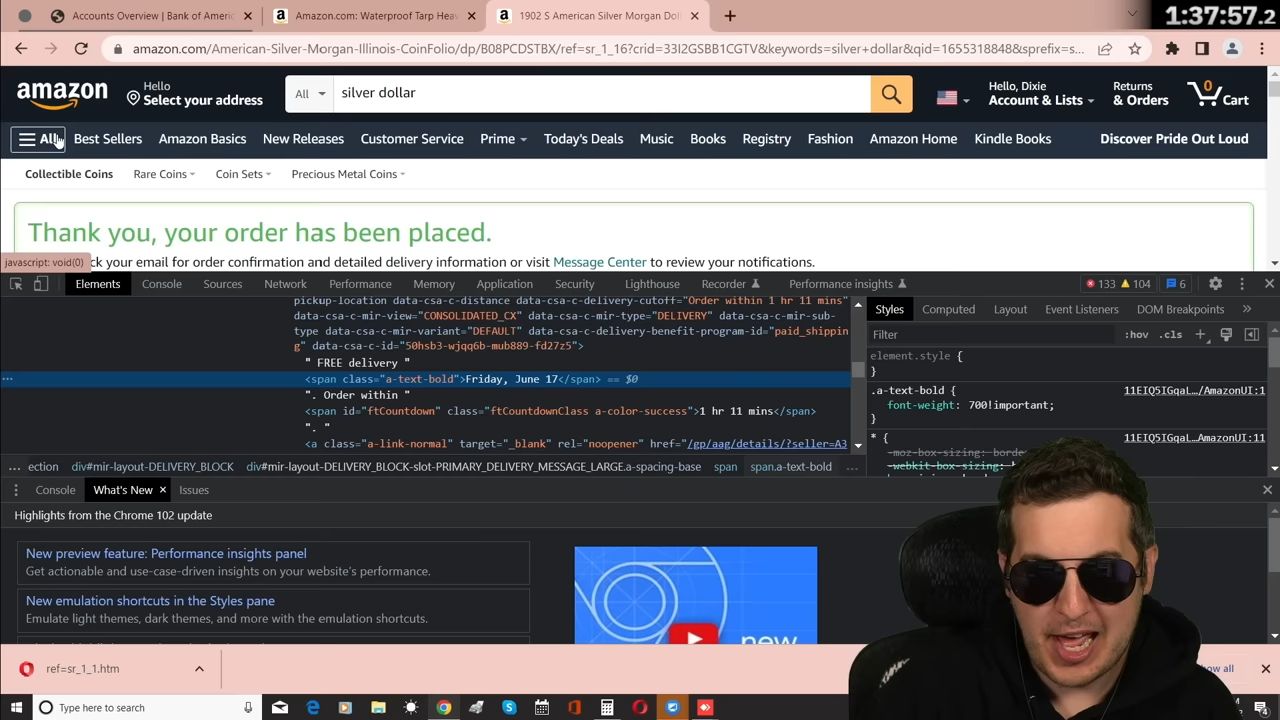 Accounts Overview | Bank of Americ
Amazon.com: Waterproof Tarp Heav
1902 S American Silver Morgan Doll
1:37:57.2
amazon.com/American-Silver-Morgan-Illinois-CoinFolio/dp/B08PCDSTBX/ref=sr_1_16?crid=33I2GSBB1CGTV&keywords=silver+dollar&qid=1655318848&sprefix=s...
amazon
Hello
Select your address
All
silver dollar
Hello, Dixie
Account & Lists
Returns
& Orders
0
Cart
All
Best Sellers
Amazon Basics
New Releases
Customer Service
Prime
Today's Deals
Music
Books
Registry
Fashion
Amazon Home
Kindle Books
Discover Pride Out Loud
Collectible Coins
Rare Coins
Coin Sets
Precious Metal Coins
Thank you, your order has been placed.
javascript: void(0)
ck your email for order confirmation and detailed delivery information or visit Message Center to review your notifications.
Elements
Console
Sources
Network
Performance
Memory
Application
Security
Lighthouse
Recorder
Performance insights
133
104
6
pickup-location data-csa-c-distance data-csa-c-delivery-cutoff="Order within 1 hr 11 mins"
data-csa-c-mir-view="CONSOLIDATED_CX" data-csa-c-mir-type="DELIVERY" data-csa-c-mir-sub-
type data-csa-c-mir-variant="DEFAULT" data-csa-c-delivery-benefit-program-id="paid_shippin
g" data-csa-c-id="50hsb3-wjqq6b-mub889-fd27z5">
" FREE delivery "
<span class="a-text-bold">Friday, June 17</span> == $0
". Order within "
<span id="ftCountdown" class="ftCountdownClass a-color-success">1 hr 11 mins</span>
". "
<a class="a-link-normal" target="_blank" rel="noopener" href="/gp/aag/details/?seller=A3
... ection
div#mir-layout-DELIVERY_BLOCK
div#mir-layout-DELIVERY_BLOCK-slot-PRIMARY_DELIVERY_MESSAGE_LARGE.a-spacing-base
span
span.a-text-bold
...
Styles
Computed
Layout
Event Listeners
DOM Breakpoints
Filter
:hov
.cls
element.style {
}
.a-text-bold {
11EIQ5IGqaL…/AmazonUI:1
font-weight: 700!important;
}
* {
11EIQ5IGqaL…AmazonUI:11
-moz-box-sizing: borde
-webkit-box-sizing:
Console
What's New
Issues
Highlights from the Chrome 102 update
New preview feature: Performance insights panel
Get actionable and use-case-driven insights on your website's performance.
New emulation shortcuts in the Styles pane
Emulate light themes, dark themes, and more with the emulation shortcuts.
new
ref=sr_1_1.htm
ow all
Type here to search